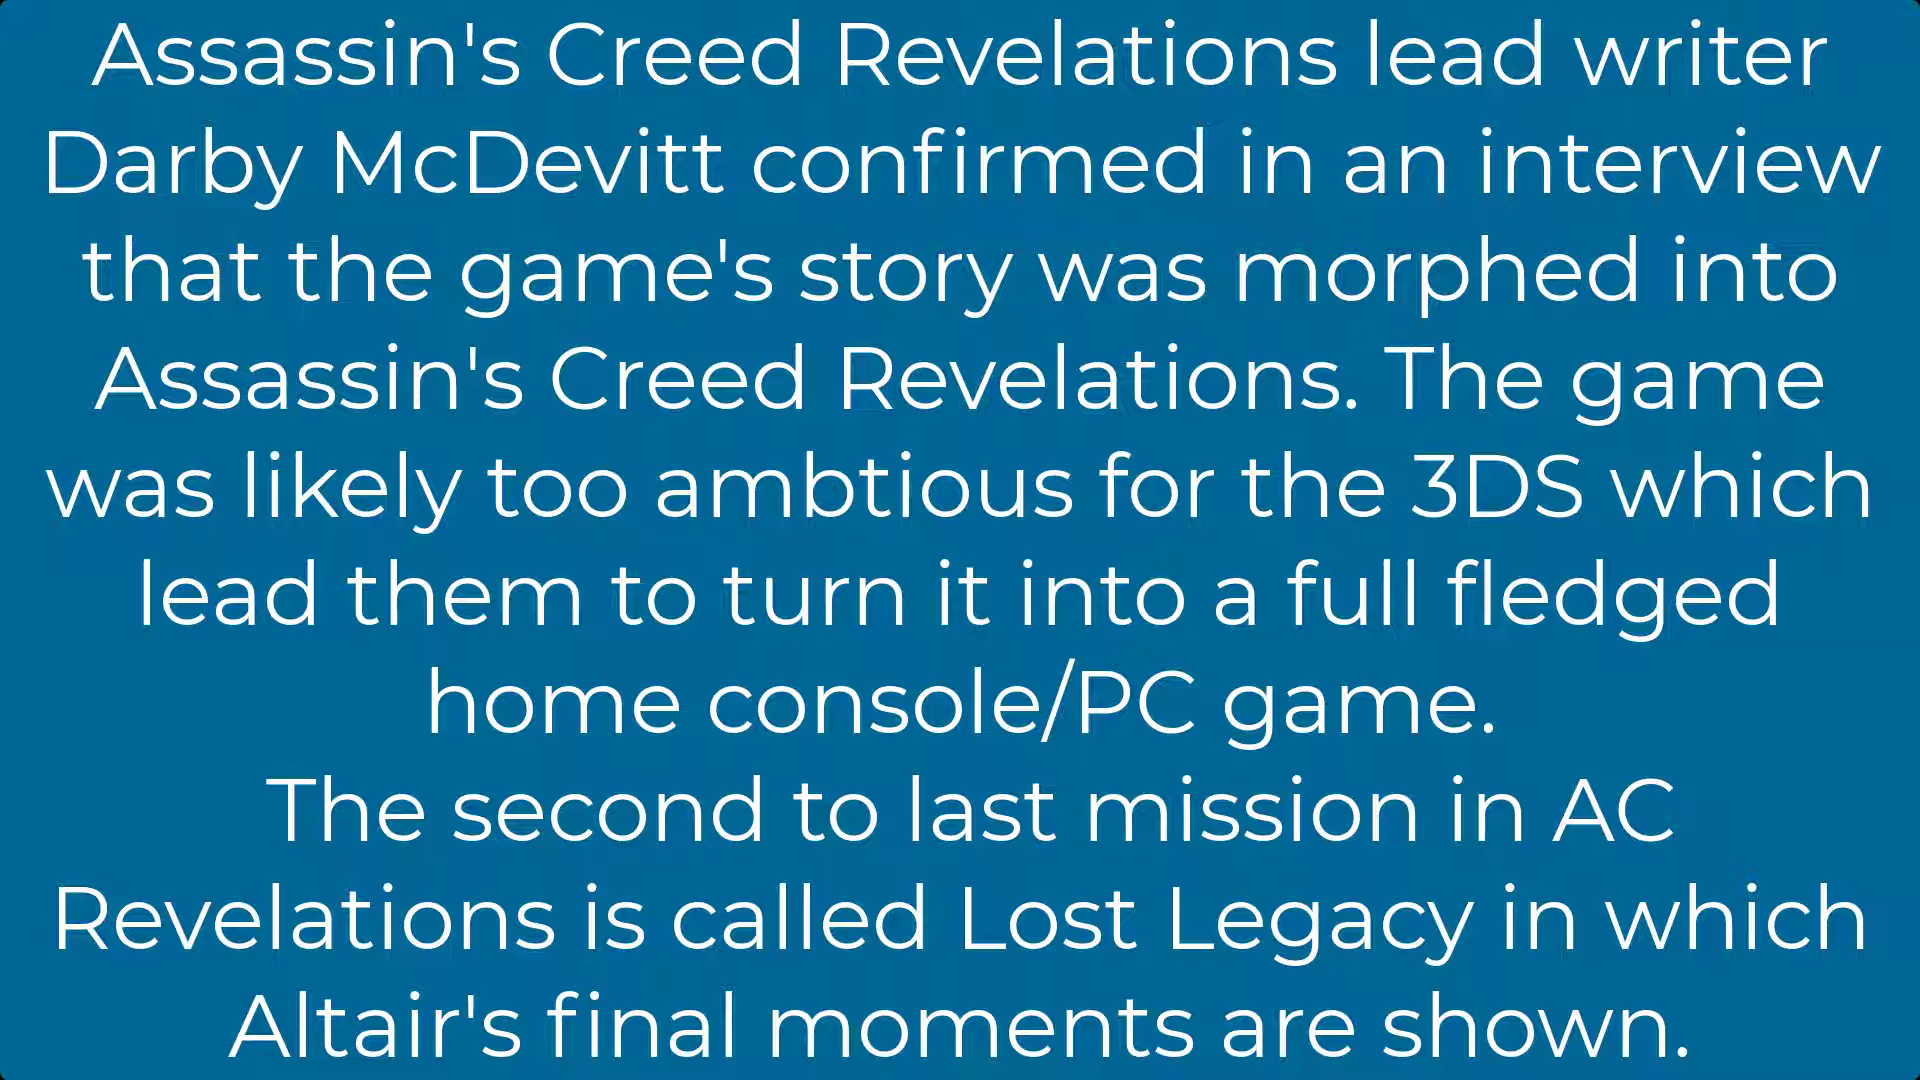 Assassin's Creed Revelations lead writer
Darby McDevitt confirmed in an interview
that the game's story was morphed into
Assassin's Creed Revelations. The game
was likely too ambtious for the 3DS which
lead them to turn it into a full fledged
home console/PC game.
The second to last mission in AC
Revelations is called Lost Legacy in which
Altair's final moments are shown.